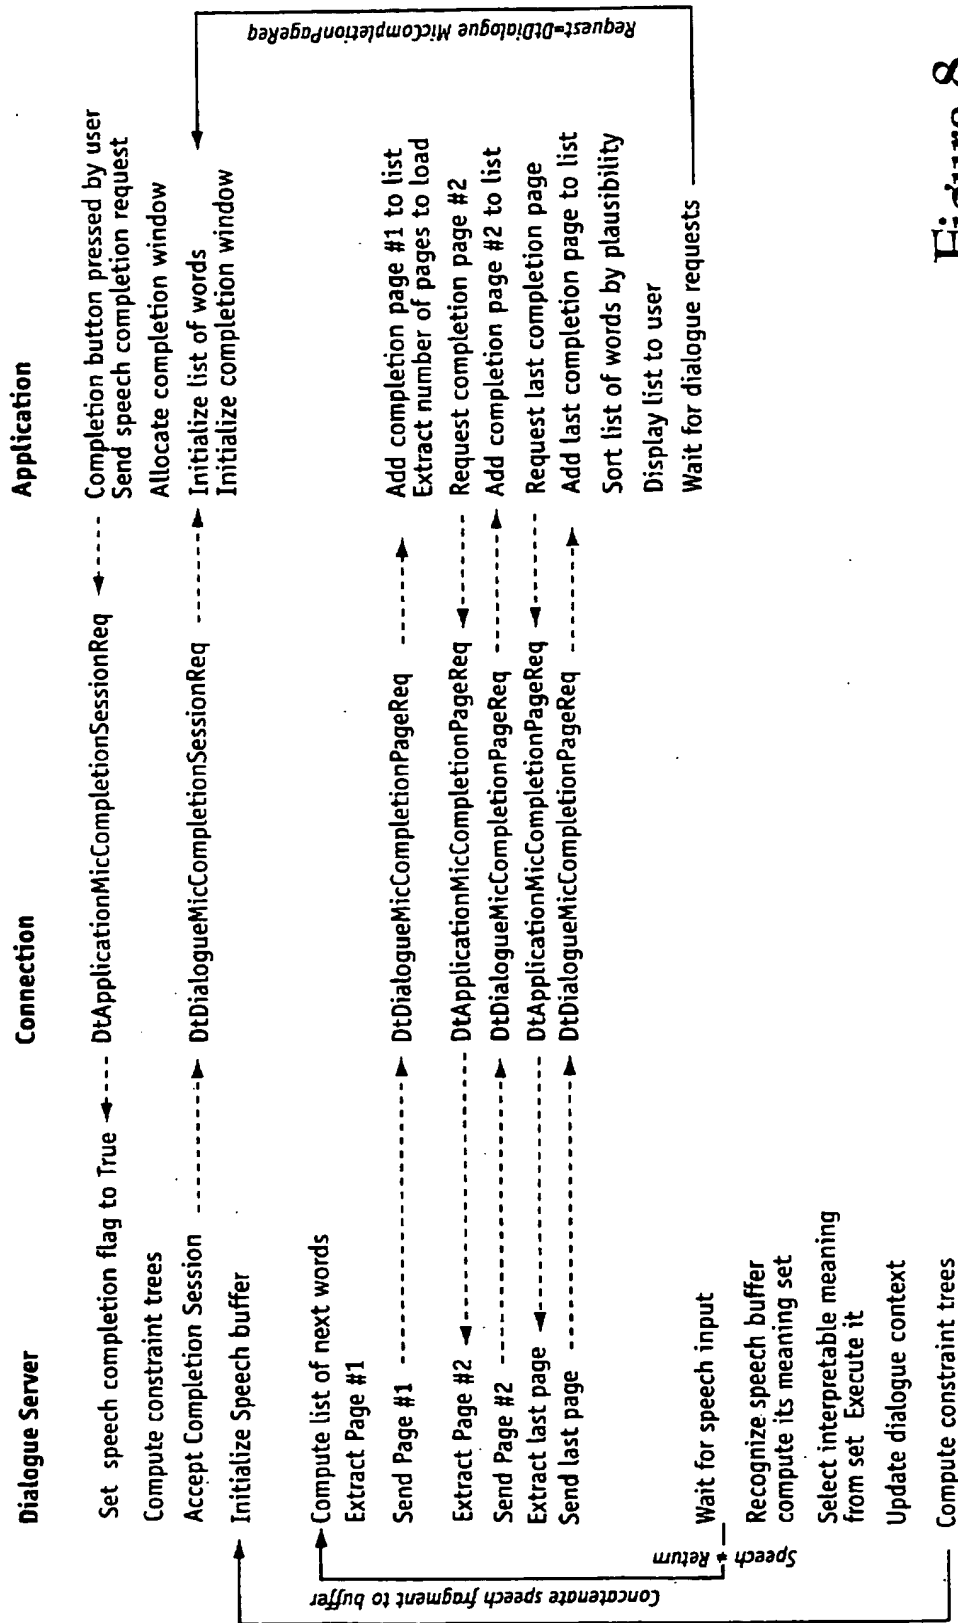 Dialogue Server
Connection
Application
Set speech completion flag to True
DtApplicationMicCompletionSessionReq
Completion button pressed by user
Send speech completion request
Compute constraint trees
Allocate completion window
Accept Completion Session
DtDialogueMicCompletionSessionReq
Initialize list of words
Initialize completion window
Initialize Speech buffer
Compute list of next words
Extract Page #1
Send Page #1
DtDialogueMicCompletionPageReq
Add completion page #1 to list
Extract number of pages to load
Extract Page #2
DtApplicationMicCompletionPageReq
Request completion page #2
Send Page #2
DtDialogueMicCompletionPageReq
Add completion page #2 to list
Extract last page
DtApplicationMicCompletionPageReq
Request last completion page
Send last page
DtDialogueMicCompletionPageReq
Add last completion page to list
Sort list of words by plausibility
Display list to user
Wait for dialogue requests
Request=DtDialogue MicCompletionPageReq
Wait for speech input
Recognize speech buffer
compute its meaning set
Select interpretable meaning
from set Execute it
Update dialogue context
Compute constraint trees
Speech ≠ Return
Concatenate speech fragment to buffer
Figure 8